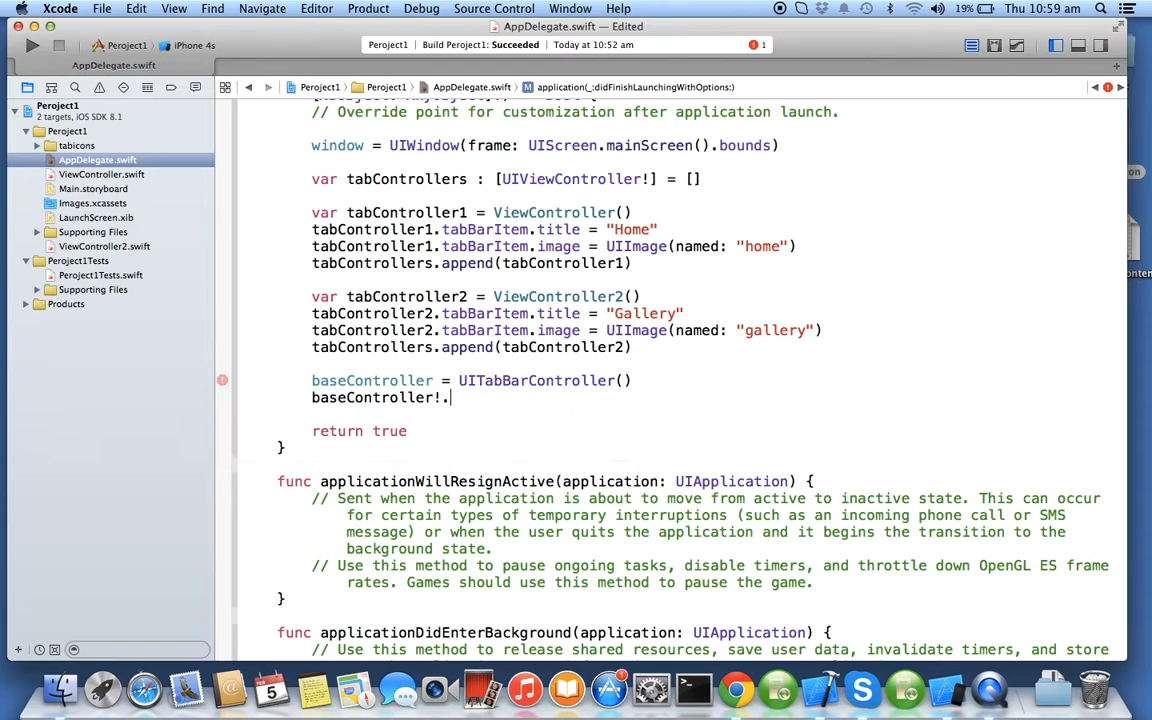 Xcode File Edit View Find Navigate Editor Product Debug Source Control Window Help 19% Mon 10:59 am
AppDelegate.swift — Edited
Peroject1 iPhone 4s
Peroject1 Build Peroject1: Succeeded Today at 10:52 am 1
AppDelegate.swift
Peroject1 Peroject1 AppDelegate.swift M application(_:didFinishLaunchingWithOptions:)
Peroject1
2 targets, iOS SDK 8.1
Peroject1
tabicons
AppDelegate.swift
ViewController.swift
Main.storyboard
Images.xcassets
LaunchScreen.xib
Supporting Files
ViewController2.swift
Peroject1Tests
Peroject1Tests.swift
Supporting Files
Products
// Override point for customization after application launch.
window = UIWindow(frame: UIScreen.mainScreen().bounds)
var tabControllers : [UIViewController!] = []
var tabController1 = ViewController()
tabController1.tabBarItem.title = "Home"
tabController1.tabBarItem.image = UIImage(named: "home")
tabControllers.append(tabController1)
var tabController2 = ViewController2()
tabController2.tabBarItem.title = "Gallery"
tabController2.tabBarItem.image = UIImage(named: "gallery")
tabControllers.append(tabController2)
baseController = UITabBarController()
baseController!.
return true
}
func applicationWillResignActive(application: UIApplication) {
// Sent when the application is about to move from active to inactive state. This can occur
for certain types of temporary interruptions (such as an incoming phone call or SMS
message) or when the user quits the application and it begins the transition to the
background state.
// Use this method to pause ongoing tasks, disable timers, and throttle down OpenGL ES frame
rates. Games should use this method to pause the game.
}
func applicationDidEnterBackground(application: UIApplication) {
// Use this method to release shared resources, save user data, invalidate timers, and store